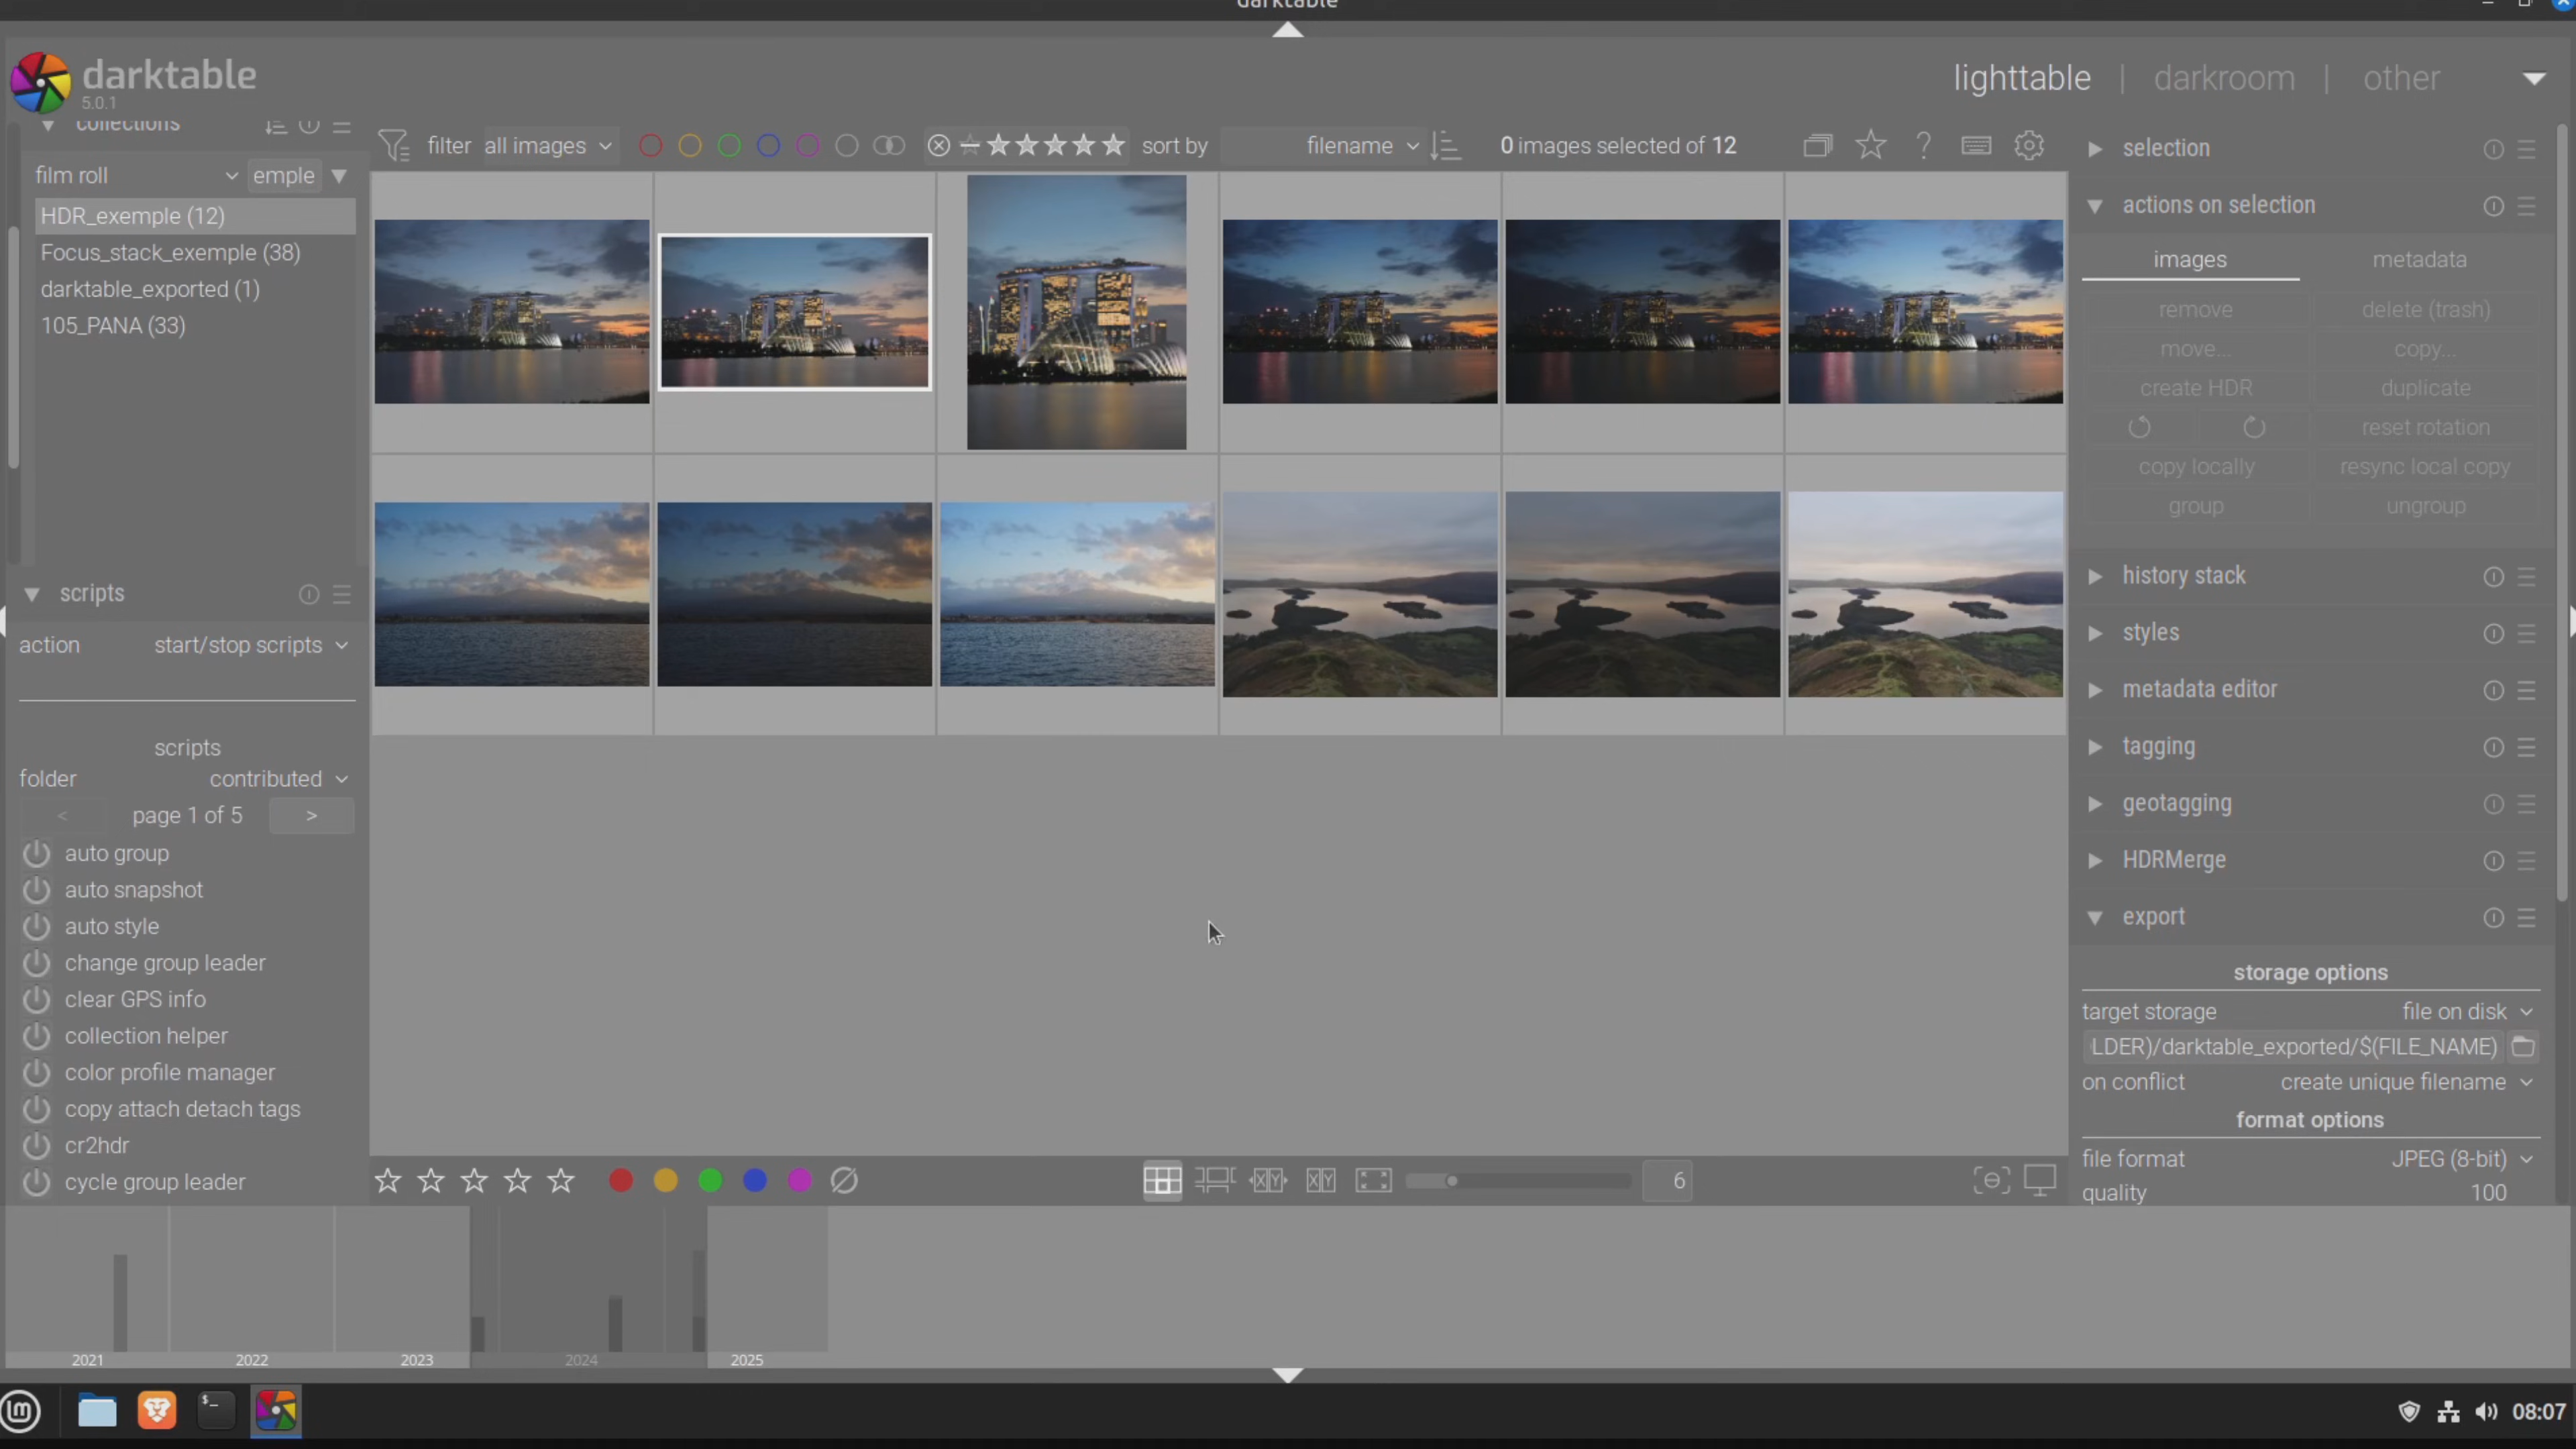 darktable
darktable
5.0.1
lighttable | darkroom | other
collections
filter all images
sort by filename
0 images selected of 12
film roll emple
HDR_exemple (12)
Focus_stack_exemple (38)
darktable_exported (1)
105_PANA (33)
scripts
action start/stop scripts
scripts
folder contributed
< page 1 of 5 >
auto group
auto snapshot
auto style
change group leader
clear GPS info
collection helper
color profile manager
copy attach detach tags
cr2hdr
cycle group leader
selection
actions on selection
images metadata
remove delete (trash)
move... copy...
create HDR duplicate
reset rotation
copy locally resync local copy
group ungroup
history stack
styles
metadata editor
tagging
geotagging
HDRMerge
export
storage options
target storage file on disk
LDER)/darktable_exported/$(FILE_NAME)
on conflict create unique filename
format options
file format JPEG (8-bit)
quality 100
6
2021 2022 2023 2024 2025
08:07